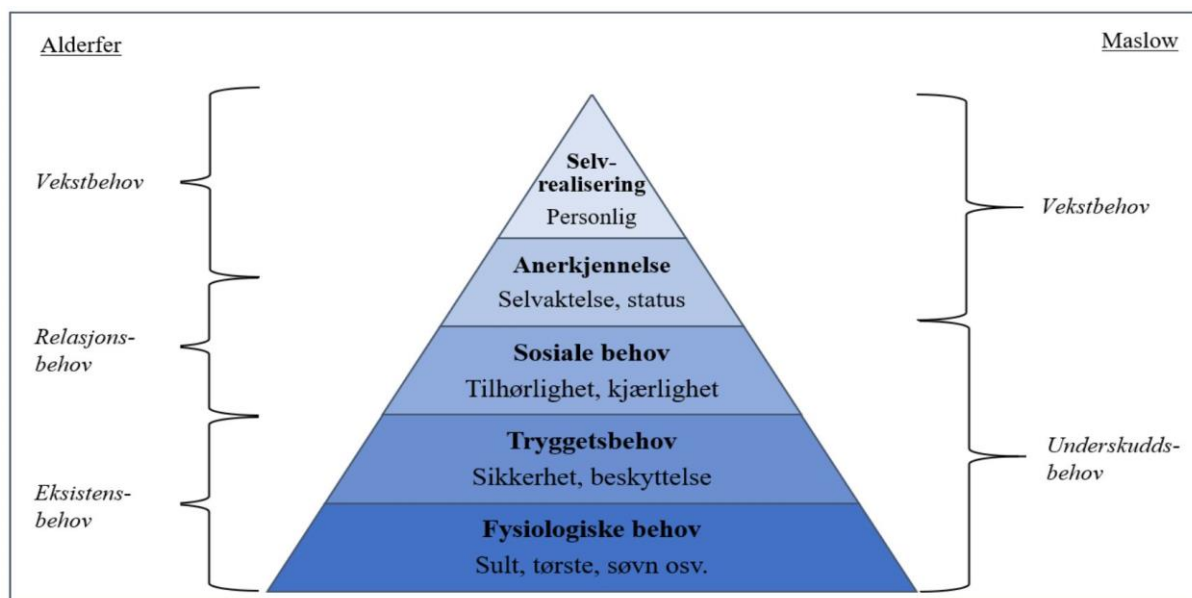 Alderfer
Maslow
Vekstbehov
Relasjons-
behov
Eksistens-
behov
Selv-
realisering
Personlig
Anerkjennelse
Selvaktelse, status
Sosiale behov
Tilhørlighet, kjærlighet
Tryggetsbehov
Sikkerhet, beskyttelse
Fysiologiske behov
Sult, tørste, søvn osv.
Vekstbehov
Underskudds-
behov